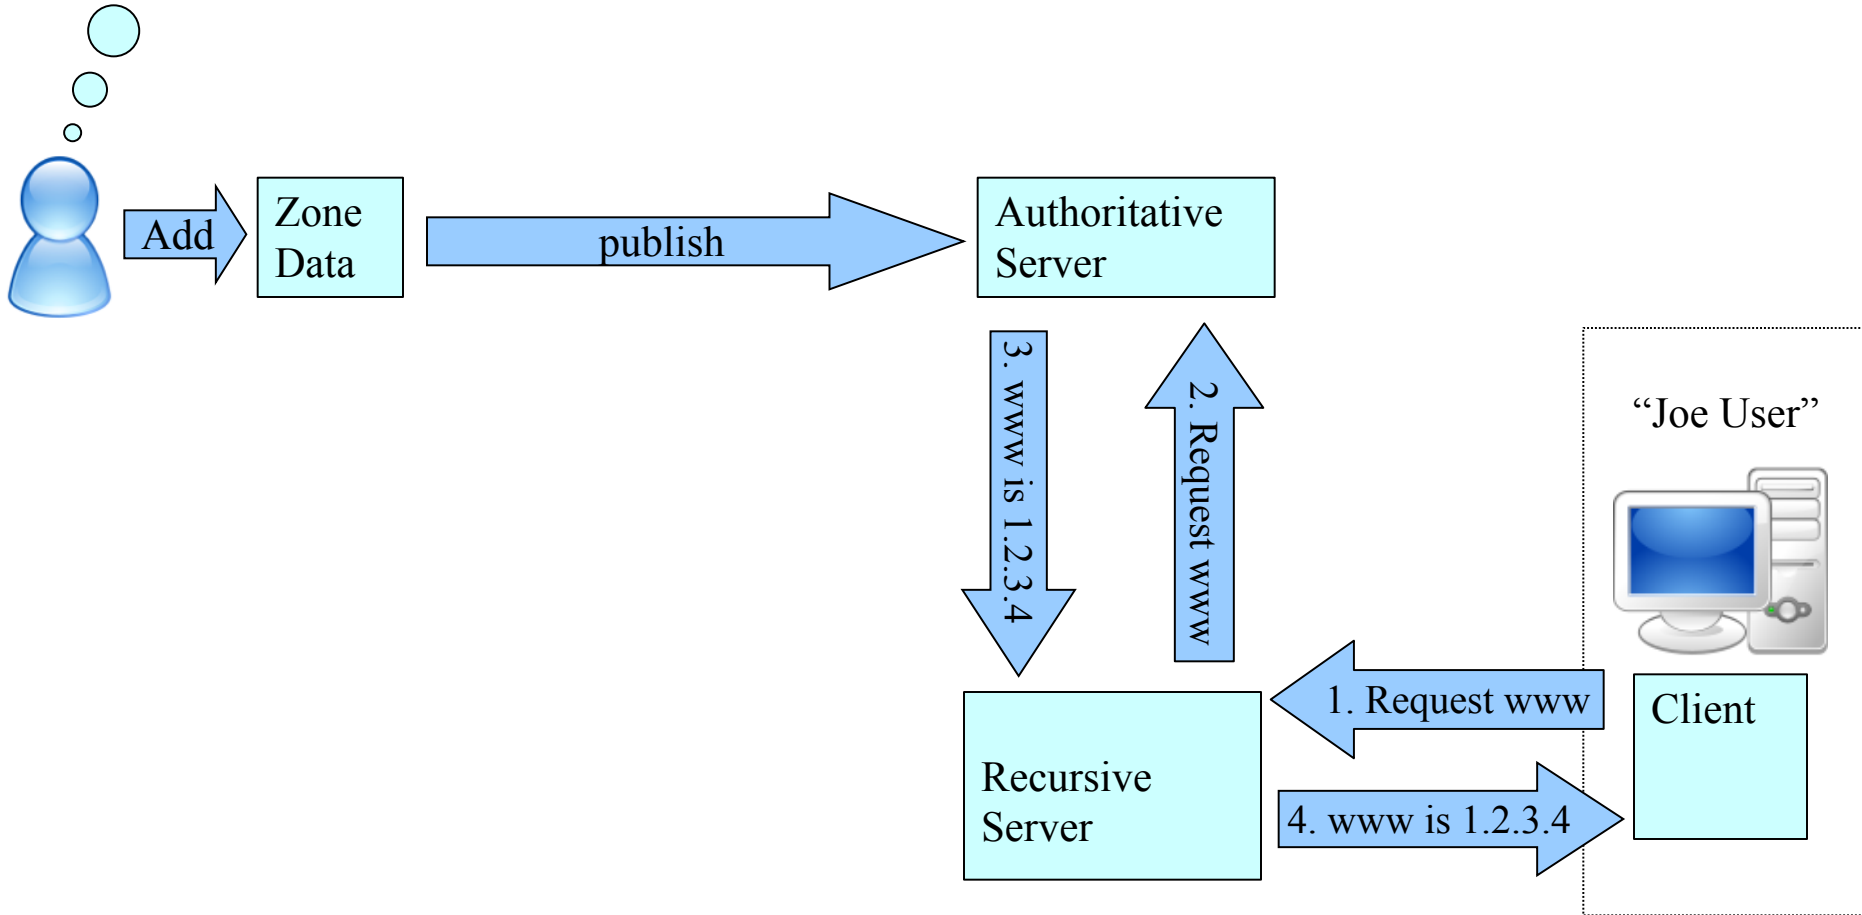 Add
Zone
Data
publish
Authoritative
Server
3. www is 1.2.3.4
2. Request www
“Joe User”
1. Request www
Client
Recursive
Server
4. www is 1.2.3.4